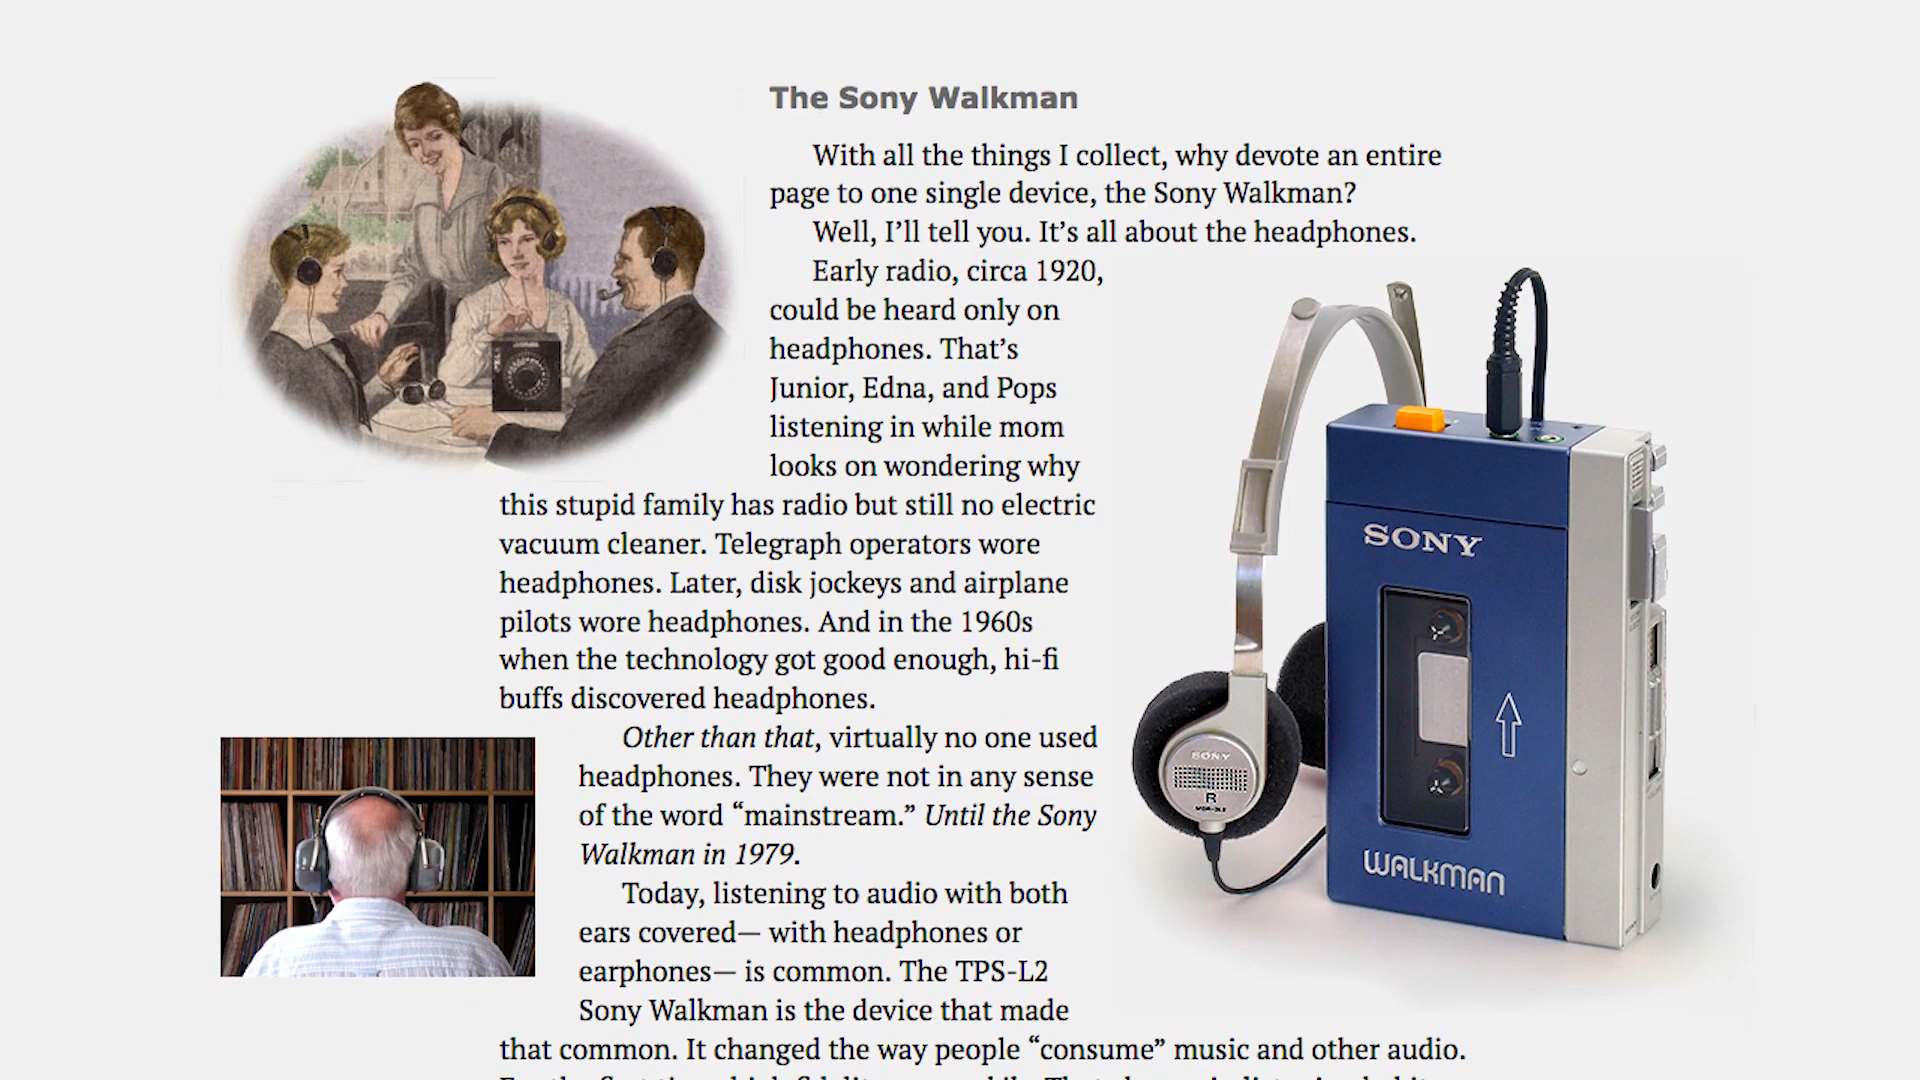 The Sony Walkman
With all the things I collect, why devote an entire
page to one single device, the Sony Walkman?
Well, I’ll tell you. It’s all about the headphones.
Early radio, circa 1920,
could be heard only on
headphones. That’s
Junior, Edna, and Pops
listening in while mom
looks on wondering why
this stupid family has radio but still no electric
vacuum cleaner. Telegraph operators wore
headphones. Later, disk jockeys and airplane
pilots wore headphones. And in the 1960s
when the technology got good enough, hi-fi
buffs discovered headphones.
Other than that, virtually no one used
headphones. They were not in any sense
of the word “mainstream.” Until the Sony
Walkman in 1979.
Today, listening to audio with both
ears covered— with headphones or
earphones— is common. The TPS-L2
Sony Walkman is the device that made
that common. It changed the way people “consume” music and other audio.
SONY
WALKMAN
SONY
R